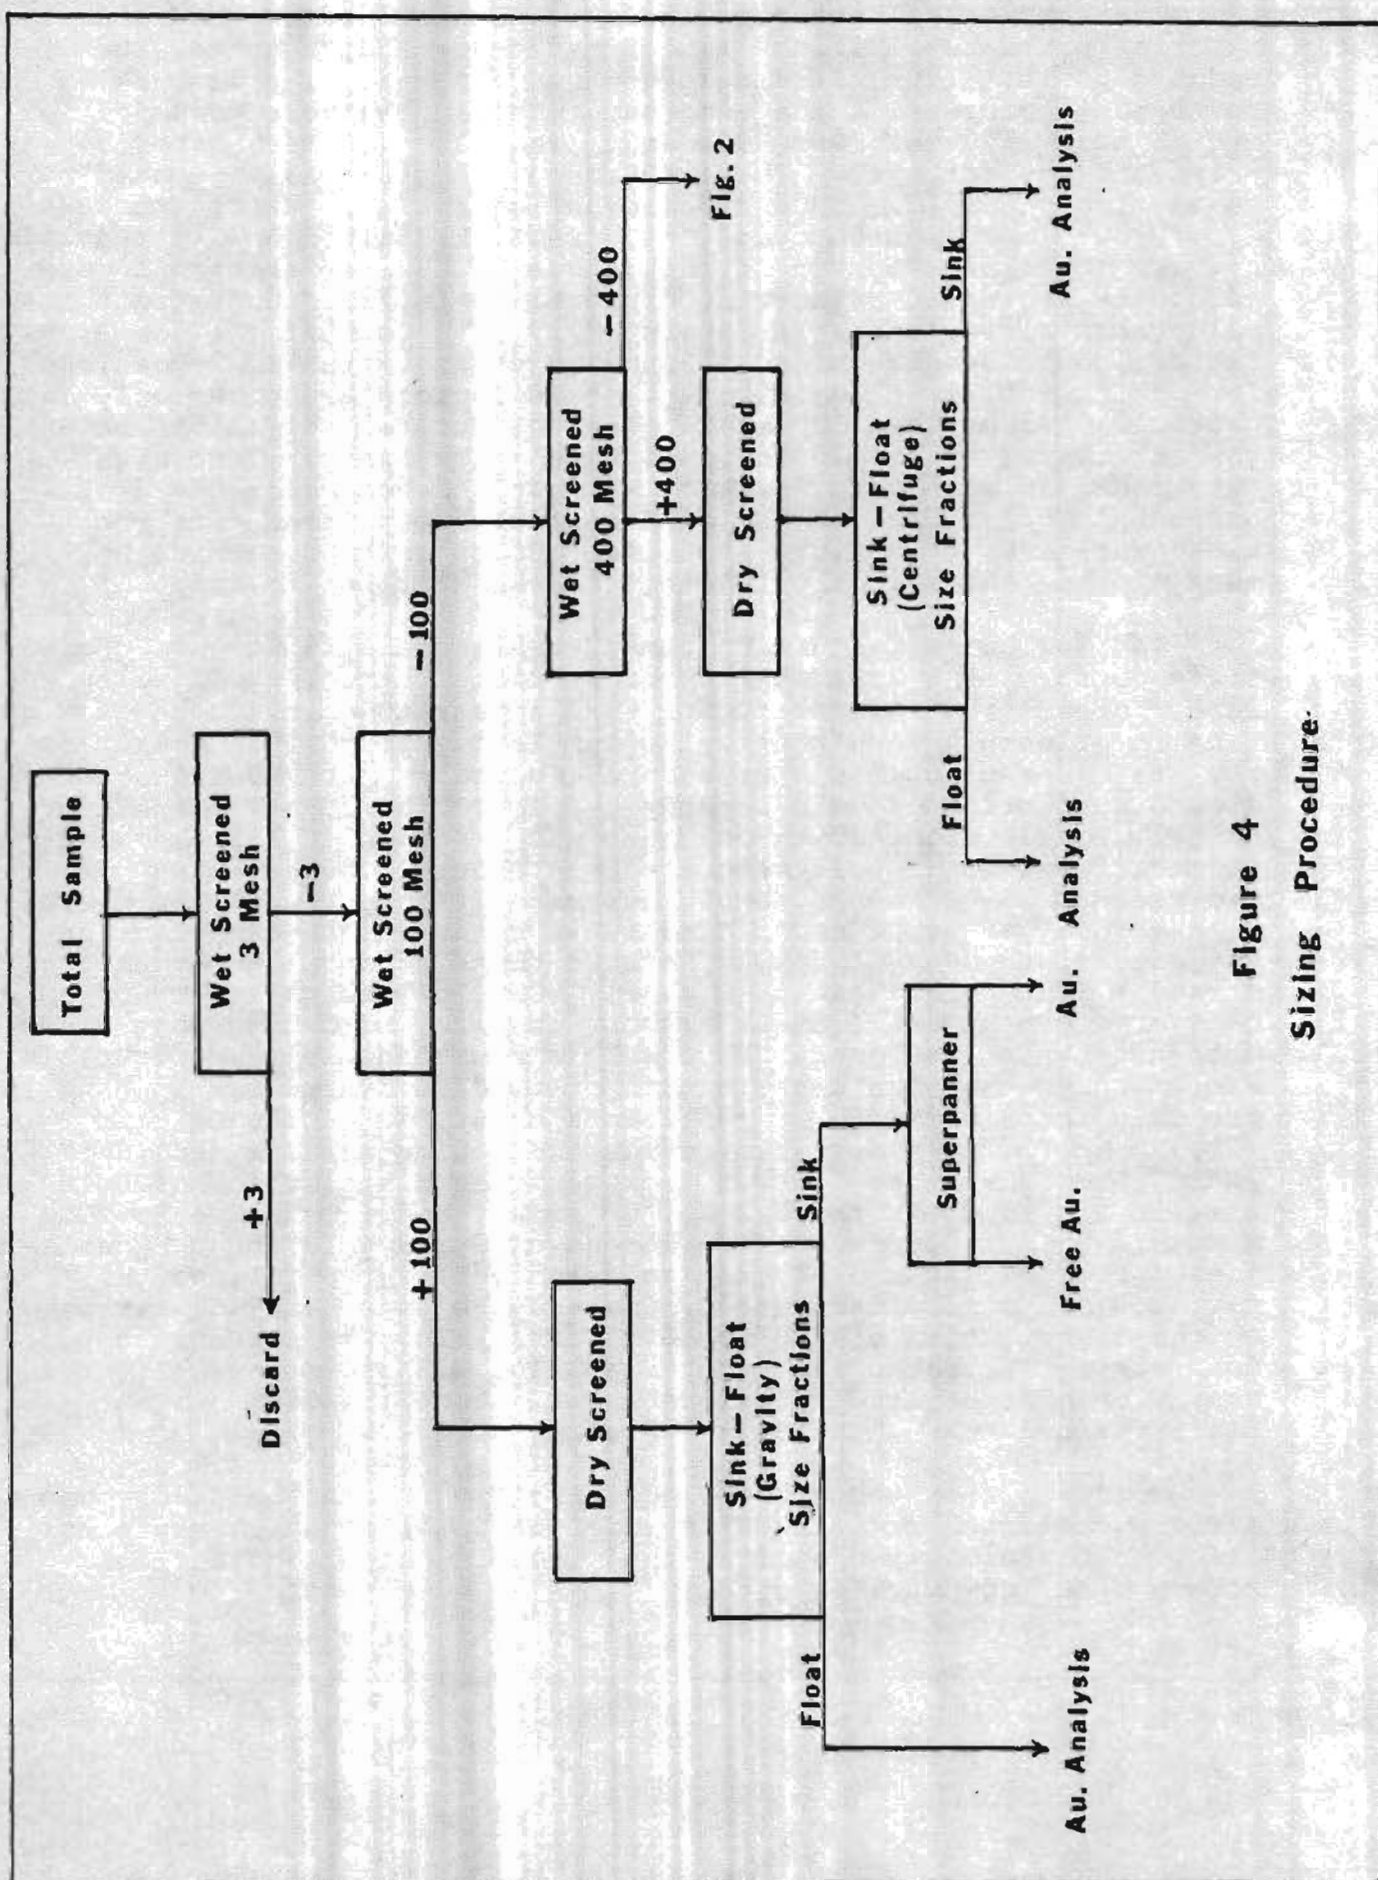 Total Sample
Wet Screened
3 Mesh
+3
Discard
−3
Wet Screened
100 Mesh
+100
−100
Dry Screened
Sink–Float
(Gravity)
Size Fractions
Float
Sink
Superpanner
Au. Analysis
Free Au.
Au. Analysis
Wet Screened
400 Mesh
−400
Fig. 2
+400
Dry Screened
Sink–Float
(Centrifuge)
Size Fractions
Float
Sink
Au. Analysis
Figure 4
Sizing Procedure